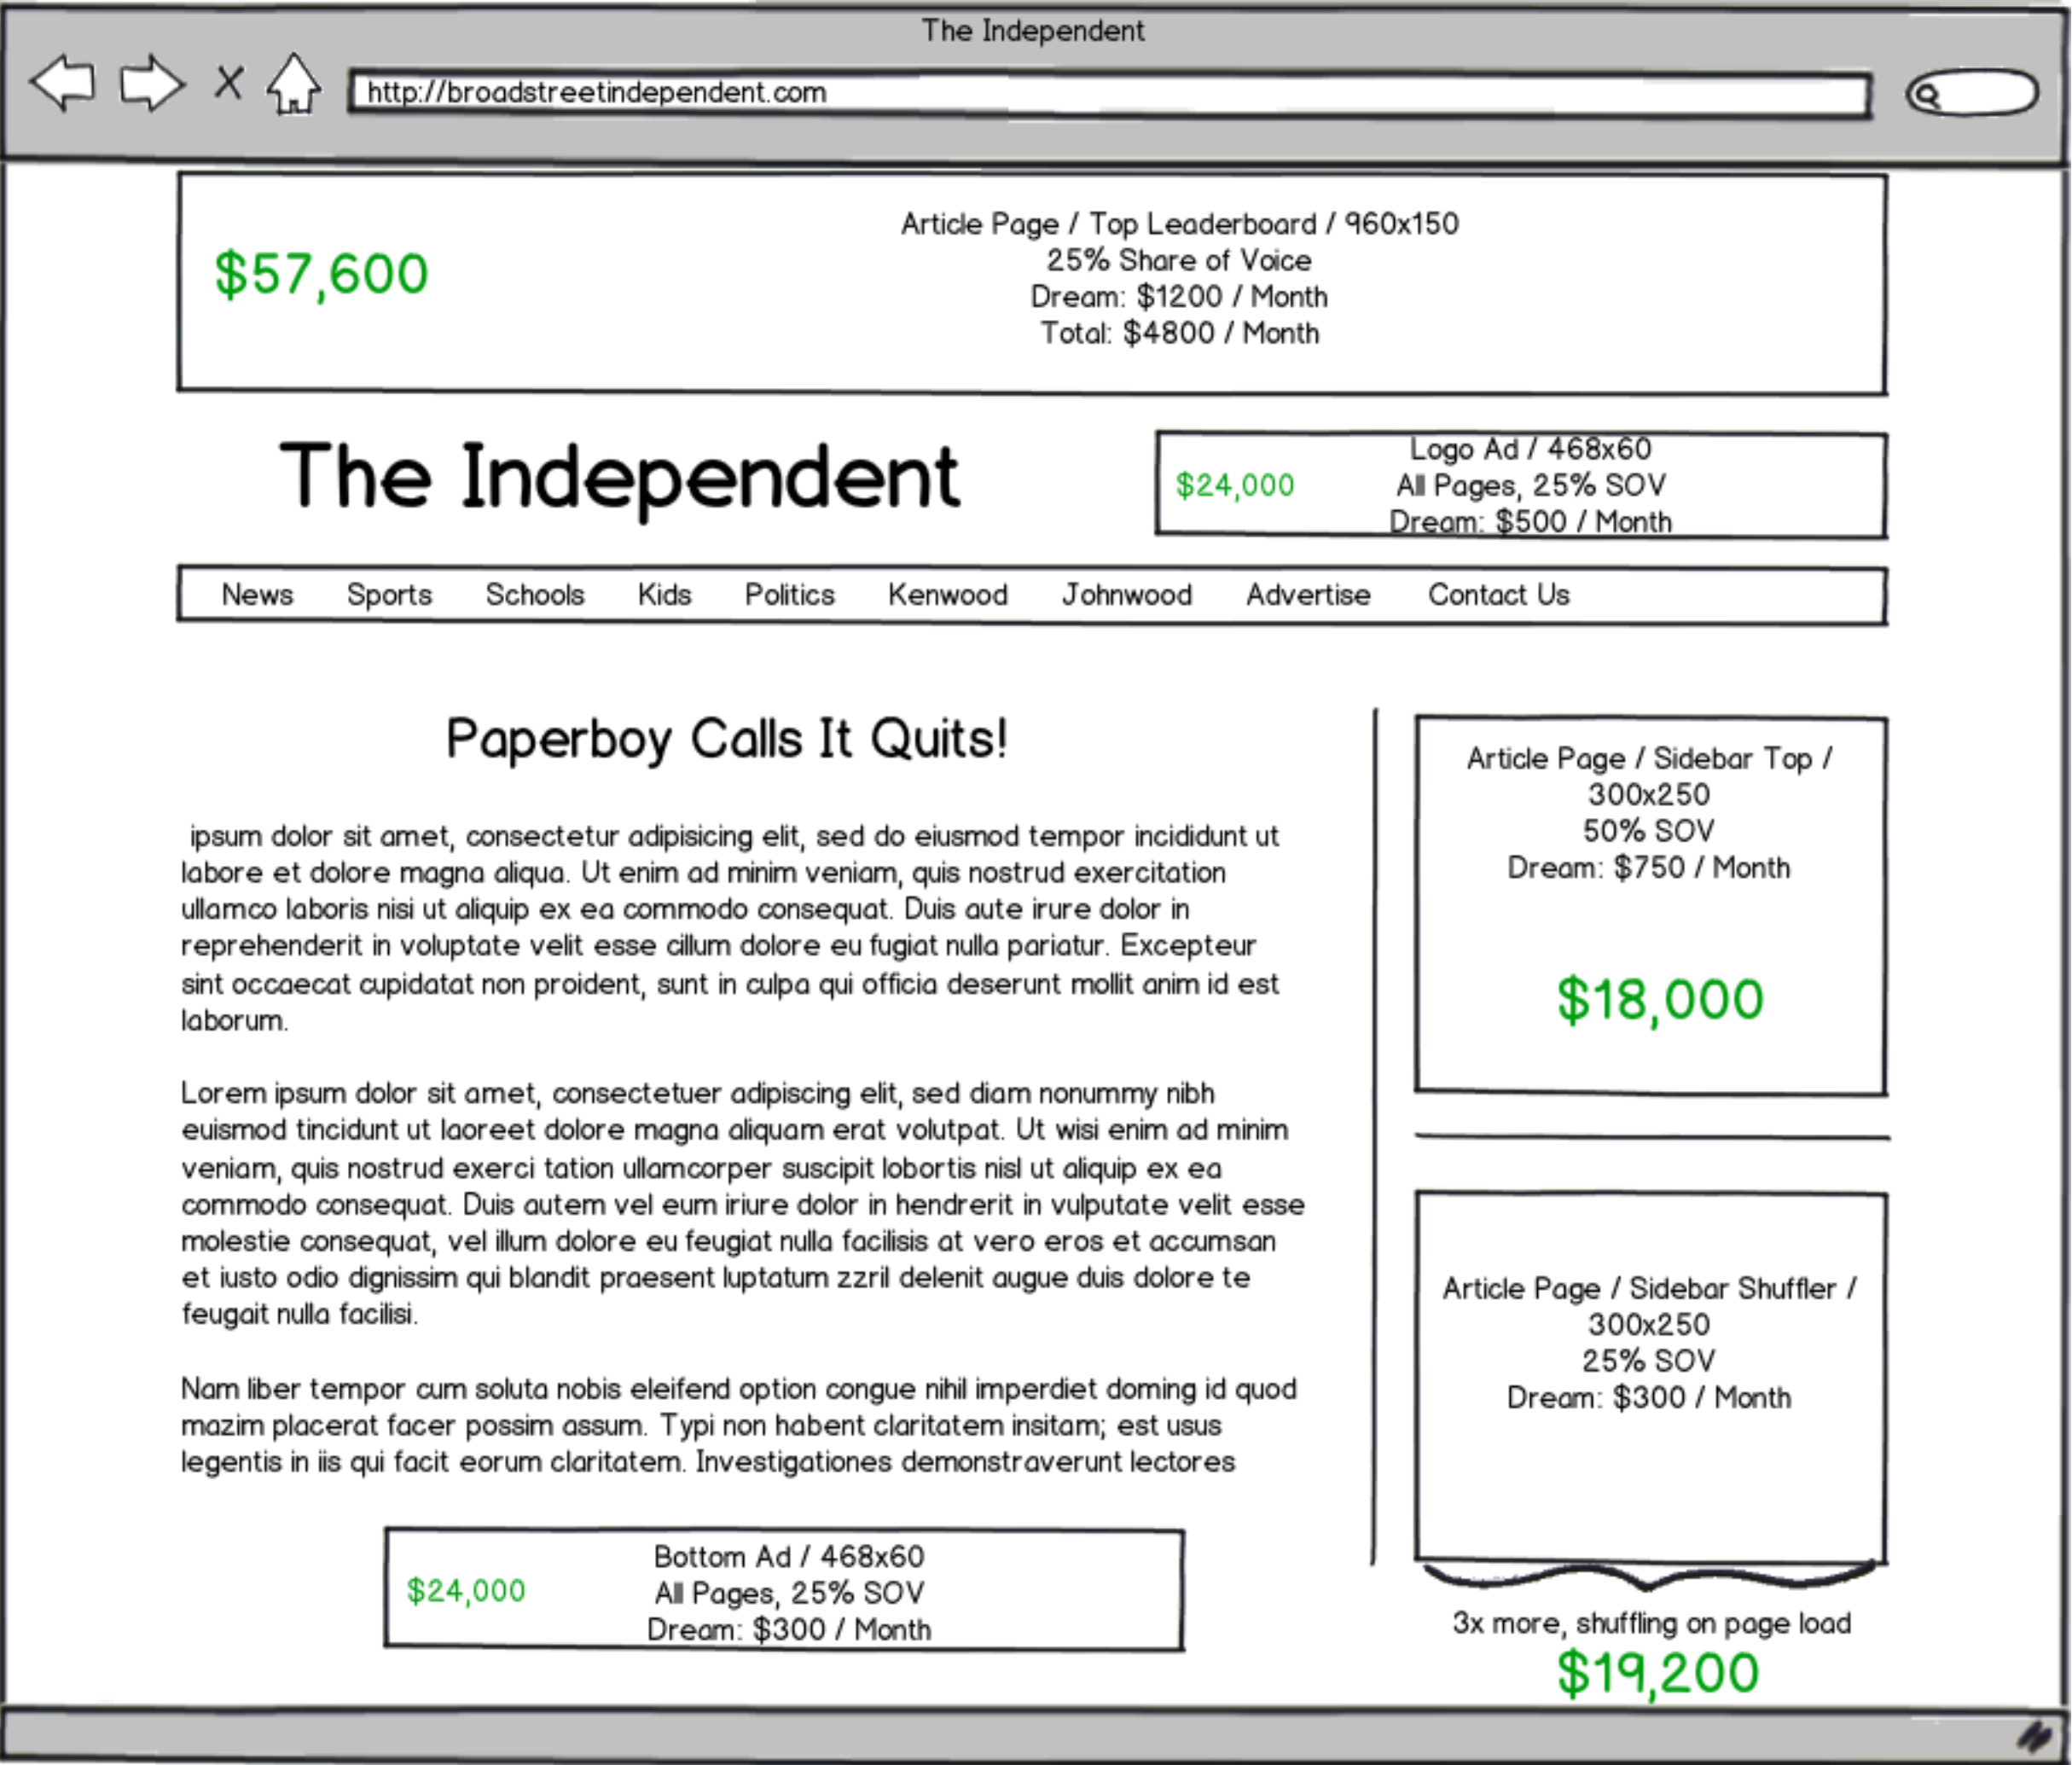 The Independent
http://broadstreetindependent.com
$57,600
Article Page / Top Leaderboard / 960x150
25% Share of Voice
Dream: $1200 / Month
Total: $4800 / Month
The Independent
$24,000
Logo Ad / 468x60
All Pages, 25% SOV
Dream: $500 / Month
News Sports Schools Kids Politics Kenwood Johnwood Advertise Contact Us
Paperboy Calls It Quits!
ipsum dolor sit amet, consectetur adipisicing elit, sed do eiusmod tempor incididunt ut
labore et dolore magna aliqua. Ut enim ad minim veniam, quis nostrud exercitation
ullamco laboris nisi ut aliquip ex ea commodo consequat. Duis aute irure dolor in
reprehenderit in voluptate velit esse cillum dolore eu fugiat nulla pariatur. Excepteur
sint occaecat cupidatat non proident, sunt in culpa qui officia deserunt mollit anim id est
laborum.
Lorem ipsum dolor sit amet, consectetuer adipiscing elit, sed diam nonummy nibh
euismod tincidunt ut laoreet dolore magna aliquam erat volutpat. Ut wisi enim ad minim
veniam, quis nostrud exerci tation ullamcorper suscipit lobortis nisl ut aliquip ex ea
commodo consequat. Duis autem vel eum iriure dolor in hendrerit in vulputate velit esse
molestie consequat, vel illum dolore eu feugiat nulla facilisis at vero eros et accumsan
et iusto odio dignissim qui blandit praesent luptatum zzril delenit augue duis dolore te
feugait nulla facilisi.
Nam liber tempor cum soluta nobis eleifend option congue nihil imperdiet doming id quod
mazim placerat facer possim assum. Typi non habent claritatem insitam; est usus
legentis in iis qui facit eorum claritatem. Investigationes demonstraverunt lectores
$24,000
Bottom Ad / 468x60
All Pages, 25% SOV
Dream: $300 / Month
Article Page / Sidebar Top /
300x250
50% SOV
Dream: $750 / Month
$18,000
Article Page / Sidebar Shuffler /
300x250
25% SOV
Dream: $300 / Month
3x more, shuffling on page load
$19,200